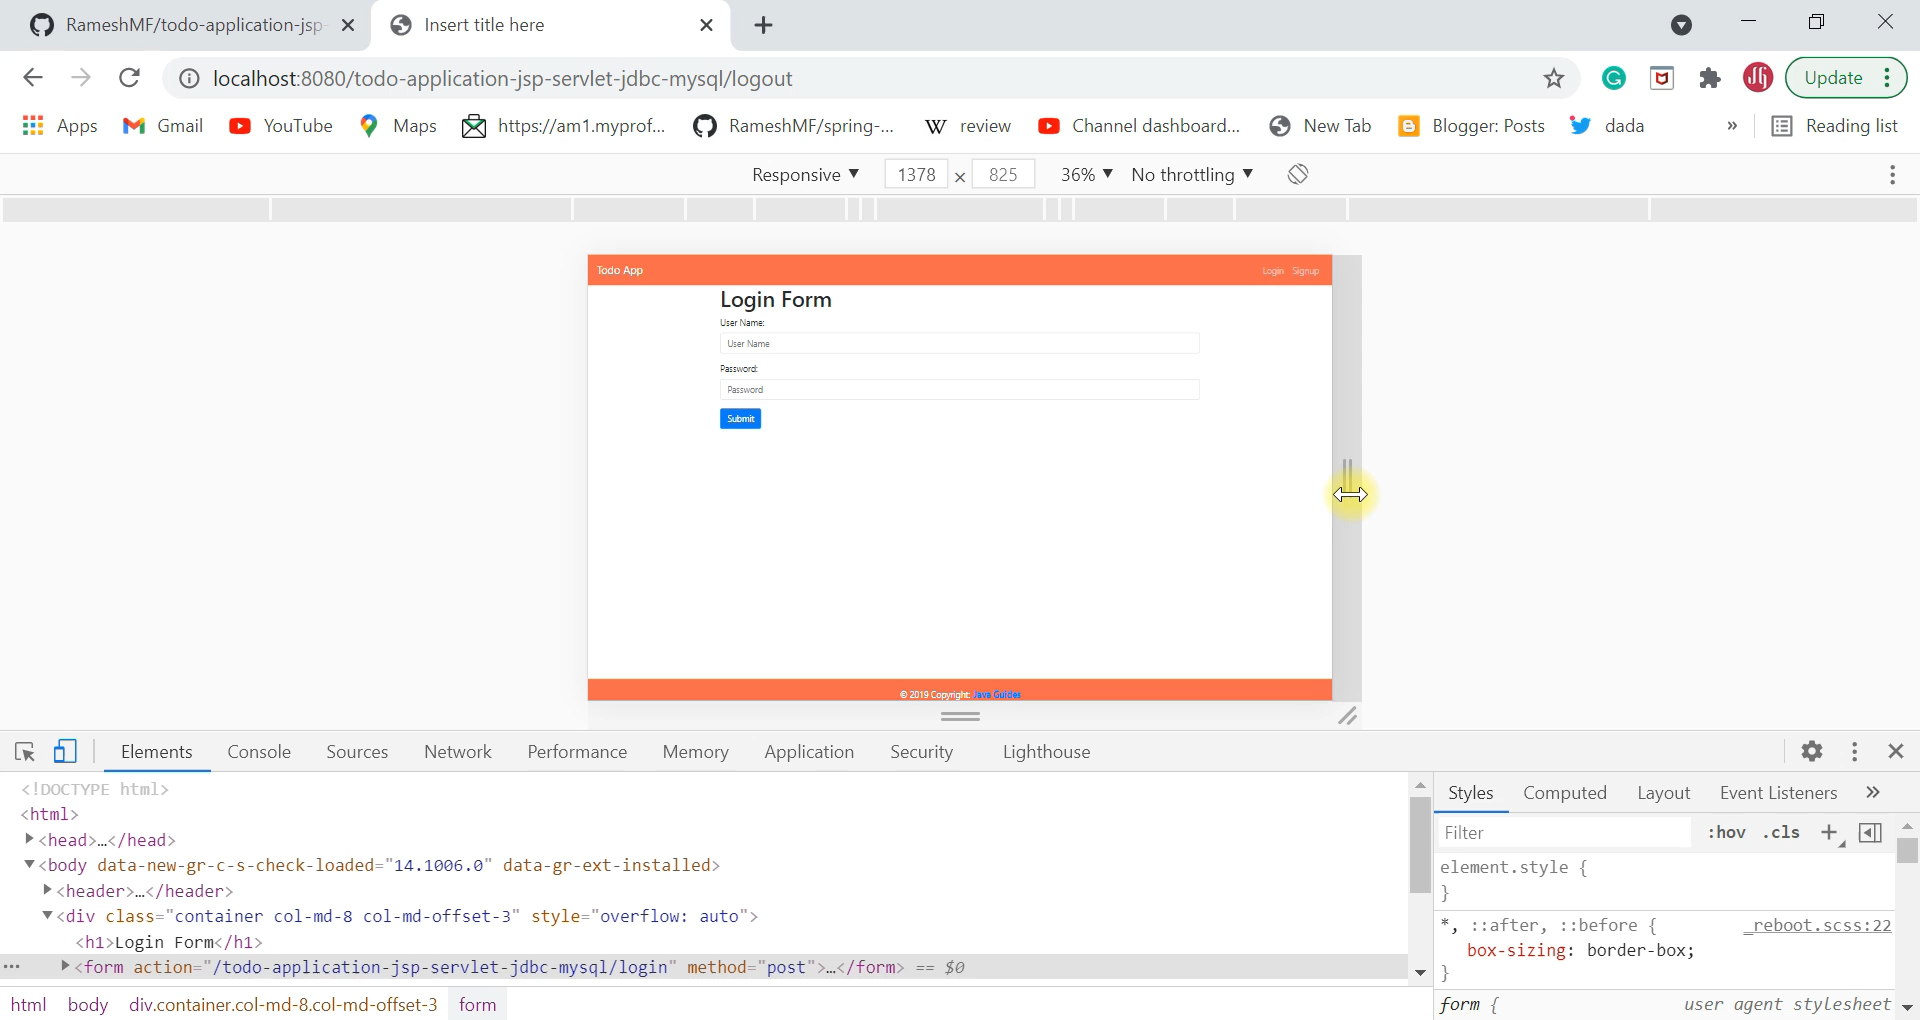 RameshMF/todo-application-jsp-
Insert title here
localhost:8080/todo-application-jsp-servlet-jdbc-mysql/logout
Update
Apps
Gmail
YouTube
Maps
https://am1.myprof...
RameshMF/spring-...
review
Channel dashboard...
New Tab
Blogger: Posts
dada
»
Reading list
Responsive
1378 × 825
36%
No throttling
Todo App
Login Signup
Login Form
User Name:
User Name
Password:
Password
Submit
© 2019 Copyright: Java Guides
Elements
Console
Sources
Network
Performance
Memory
Application
Security
Lighthouse
<!DOCTYPE html>
<html>
<head>…</head>
<body data-new-gr-c-s-check-loaded="14.1006.0" data-gr-ext-installed>
<header>…</header>
<div class="container col-md-8 col-md-offset-3" style="overflow: auto">
<h1>Login Form</h1>
<form action="/todo-application-jsp-servlet-jdbc-mysql/login" method="post">…</form> == $0
html body div.container.col-md-8.col-md-offset-3 form
Styles
Computed
Layout
Event Listeners
»
Filter
:hov .cls
element.style {
}
*, ::after, ::before { _reboot.scss:22
box-sizing: border-box;
}
form { user agent stylesheet